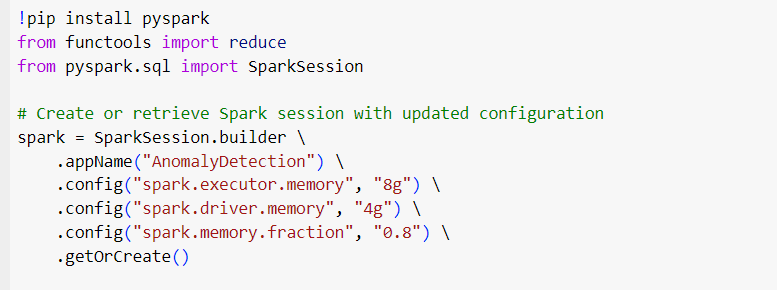 !pip install pyspark
from functools import reduce
from pyspark.sql import SparkSession

# Create or retrieve Spark session with updated configuration
spark = SparkSession.builder \
    .appName("AnomalyDetection") \
    .config("spark.executor.memory", "8g") \
    .config("spark.driver.memory", "4g") \
    .config("spark.memory.fraction", "0.8") \
    .getOrCreate()